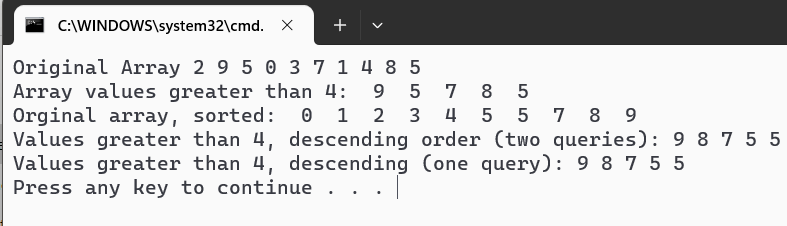 C:\WINDOWS\system32\cmd.
Original Array 2 9 5 0 3 7 1 4 8 5
Array values greater than 4:  9  5  7  8  5
Orginal array, sorted:  0  1  2  3  4  5  5  7  8  9
Values greater than 4, descending order (two queries): 9 8 7 5 5
Values greater than 4, descending (one query): 9 8 7 5 5
Press any key to continue . . .